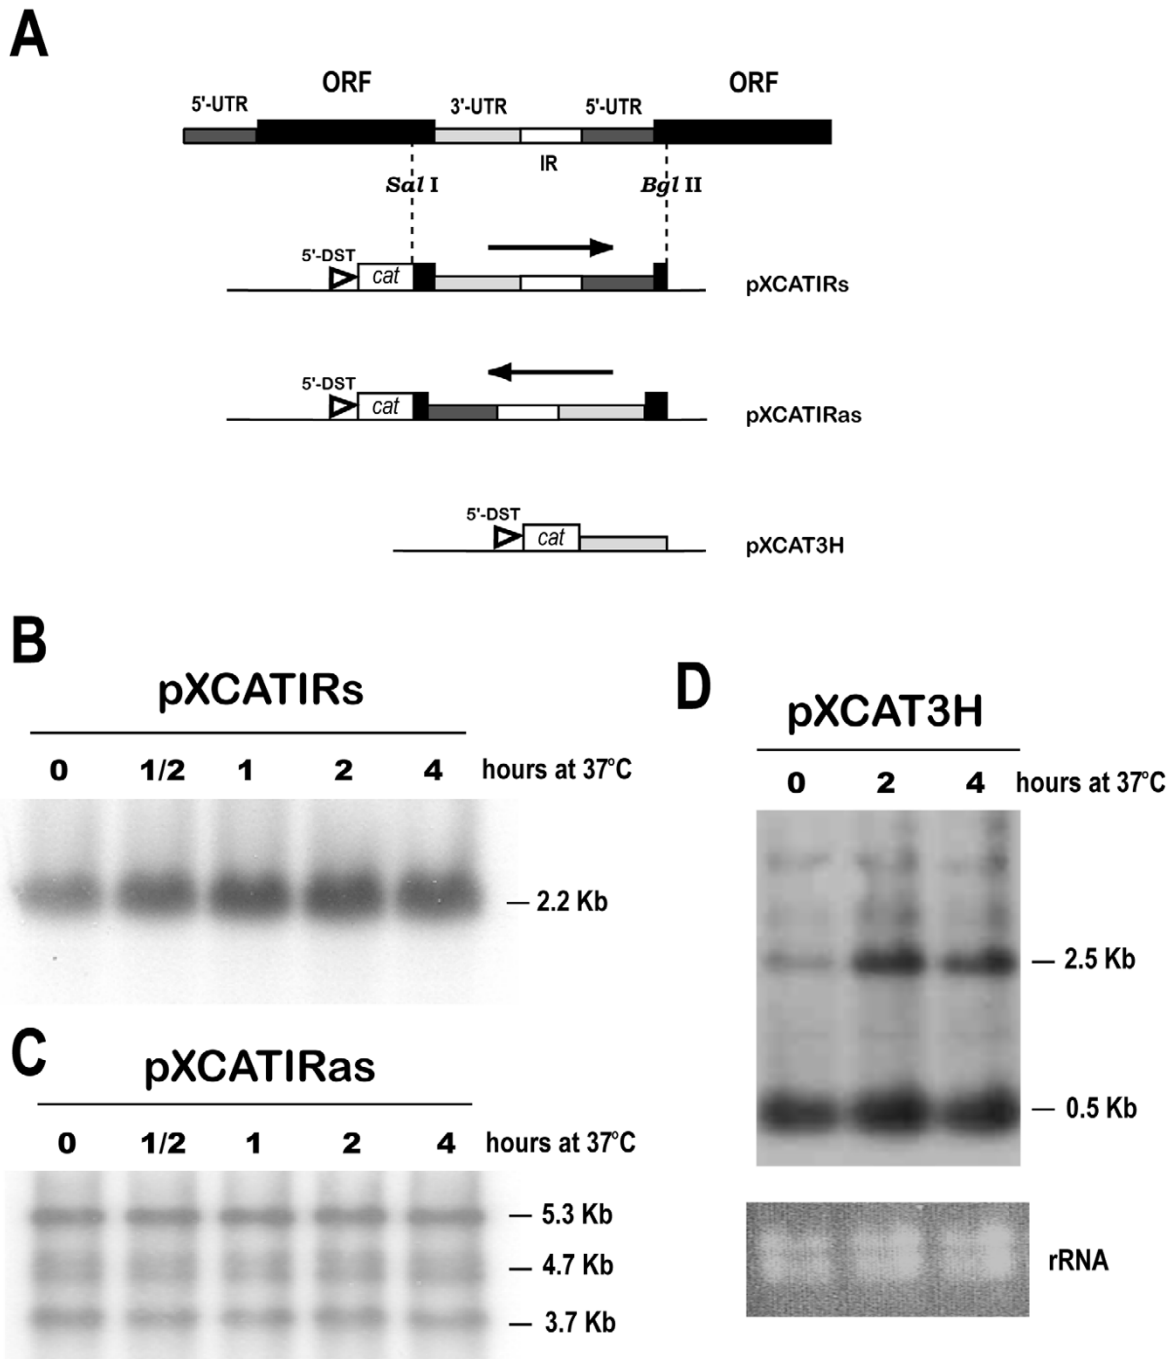 A
ORF ORF
5'-UTR 3'-UTR 5'-UTR
IR
Sal I Bgl II
5'-DST
cat
pXCATIRs
5'-DST
cat
pXCATIRas
5'-DST
cat
pXCAT3H
B
pXCATIRs
0 1/2 1 2 4 hours at 37°C
2.2 Kb
C
pXCATIRas
0 1/2 1 2 4 hours at 37°C
5.3 Kb
4.7 Kb
3.7 Kb
D
pXCAT3H
0 2 4 hours at 37°C
2.5 Kb
0.5 Kb
rRNA